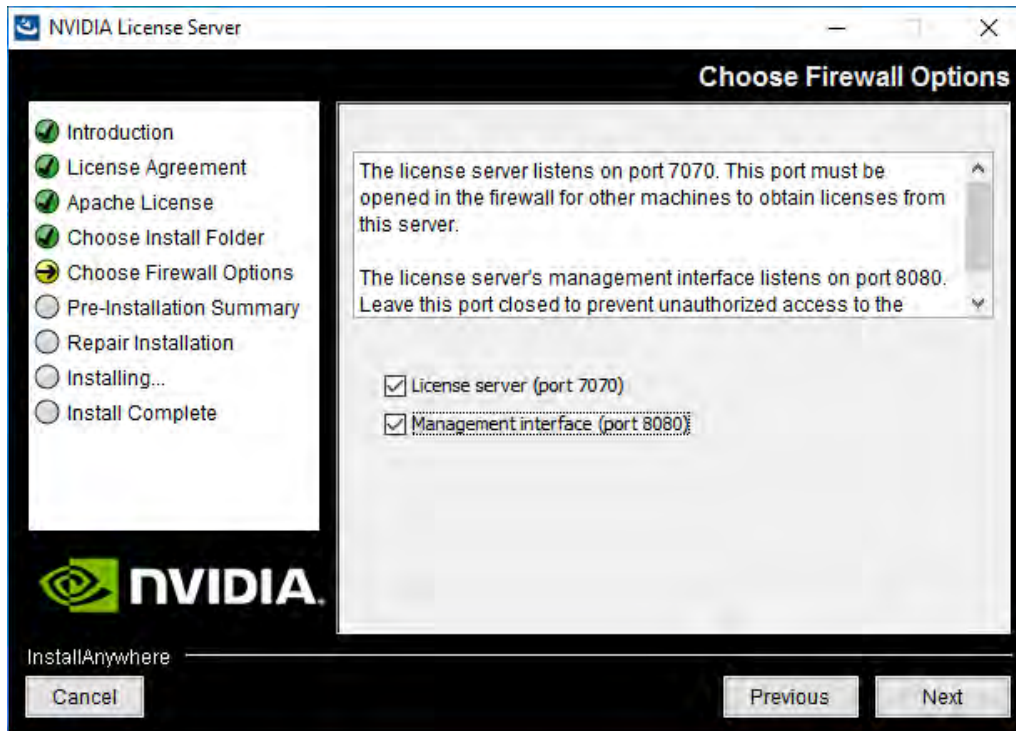 NVIDIA License Server
Choose Firewall Options
Introduction
License Agreement
Apache License
Choose Install Folder
Choose Firewall Options
Pre-Installation Summary
Repair Installation
Installing...
Install Complete
The license server listens on port 7070. This port must be
opened in the firewall for other machines to obtain licenses from
this server.
The license server's management interface listens on port 8080.
Leave this port closed to prevent unauthorized access to the
License server (port 7070)
Management interface (port 8080)
NVIDIA.
InstallAnywhere
Cancel
Previous
Next